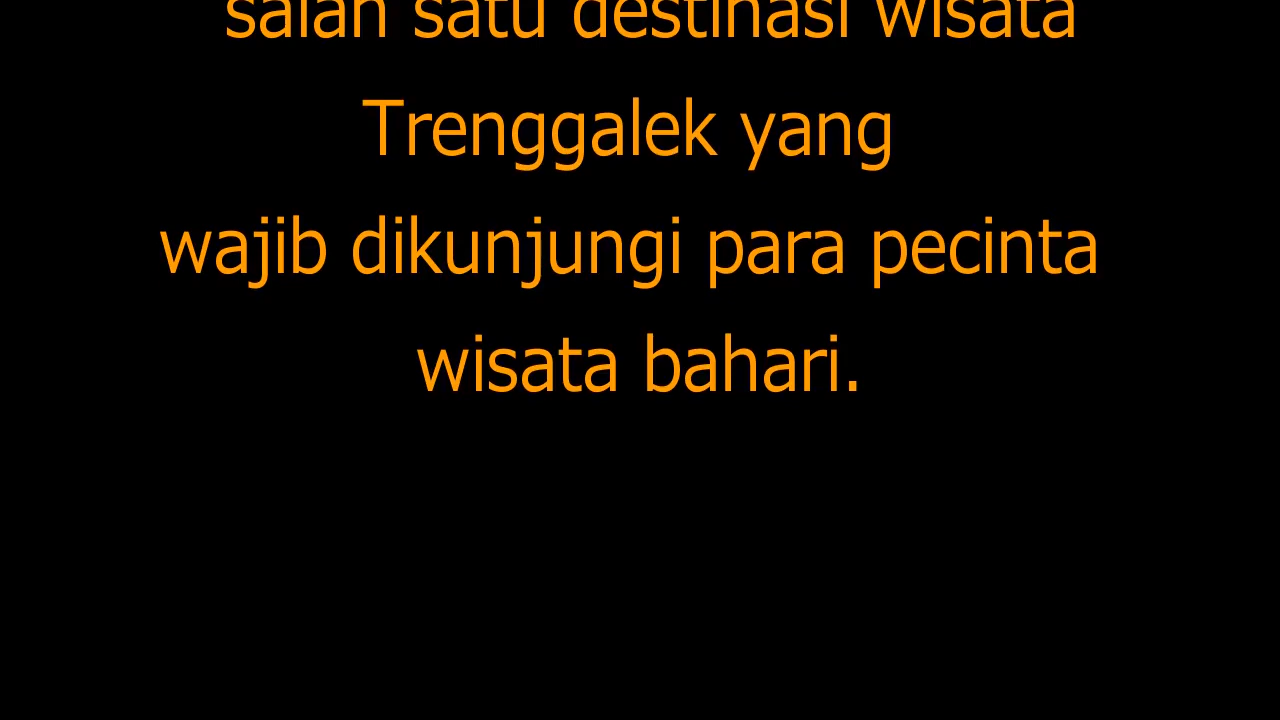 salah satu destinasi wisata
Trenggalek yang
wajib dikunjungi para pecinta
wisata bahari.